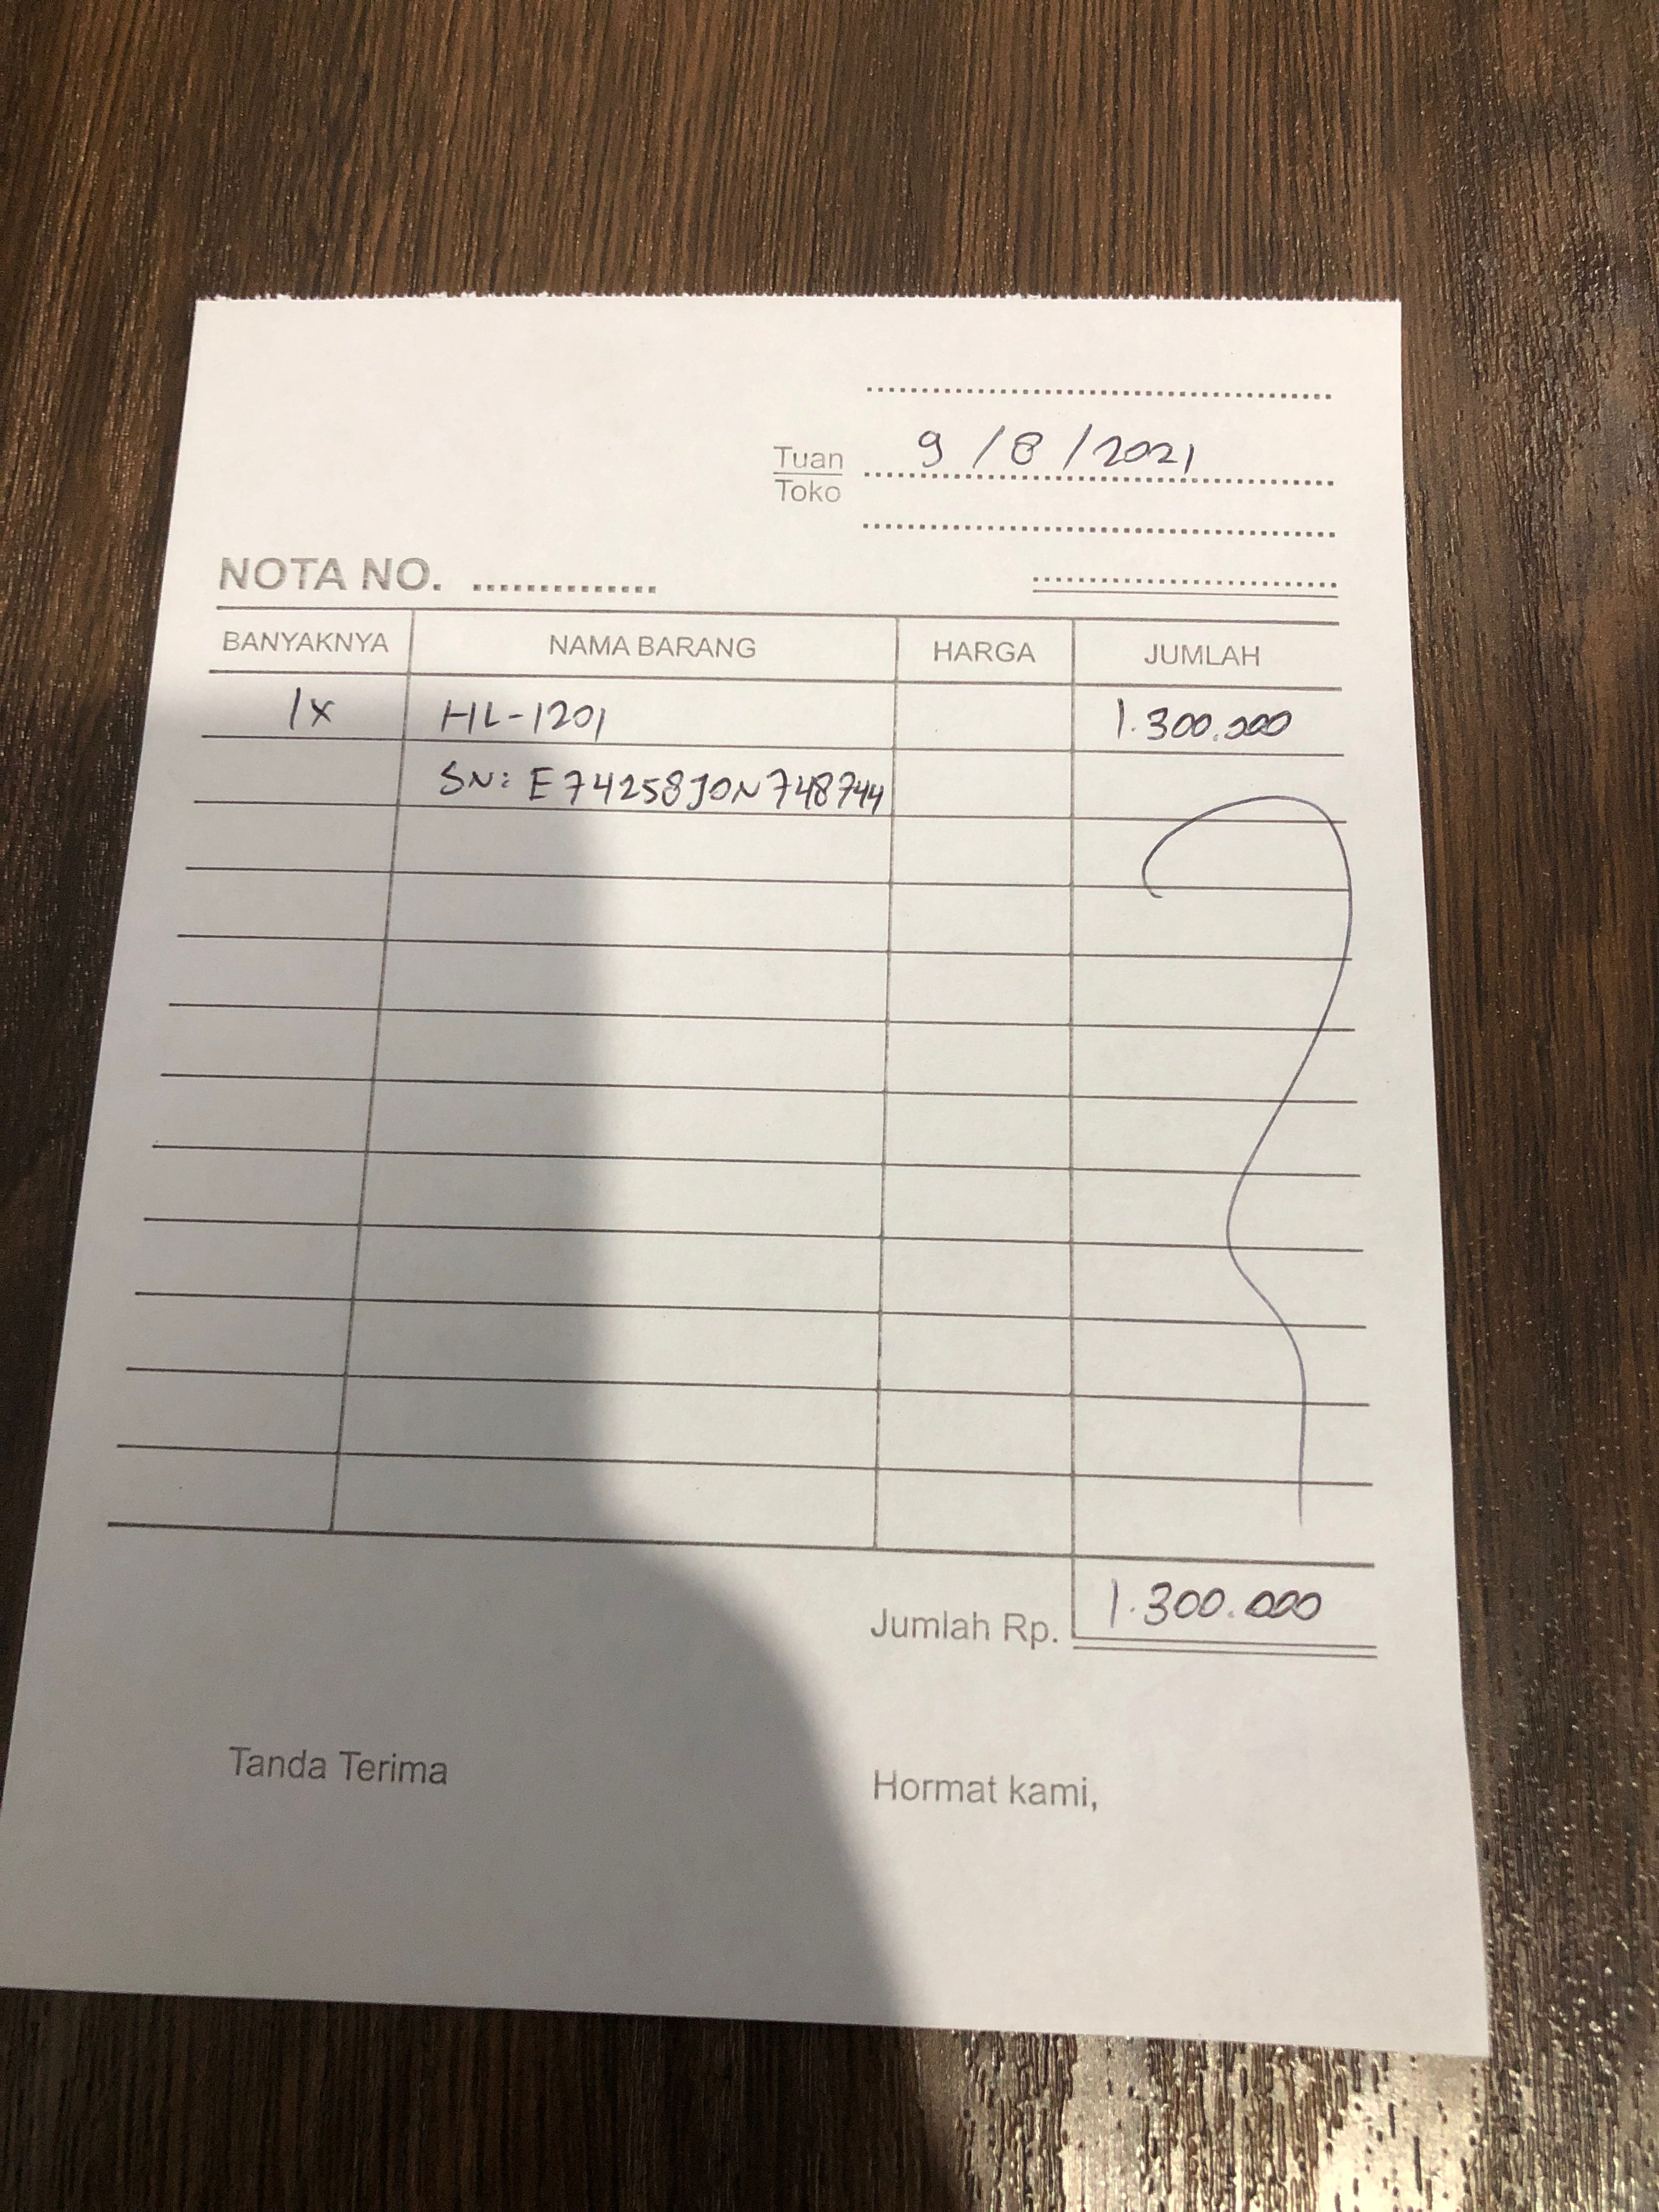 9/8/2021
Tuan
Toko
NOTA NO. ..............
BANYAKNYA NAMA BARANG HARGA JUMLAH
1x HL-1201 1.300.000
SN: E74258J0N748744
Jumlah Rp. 1.300.000
Tanda Terima Hormat kami,